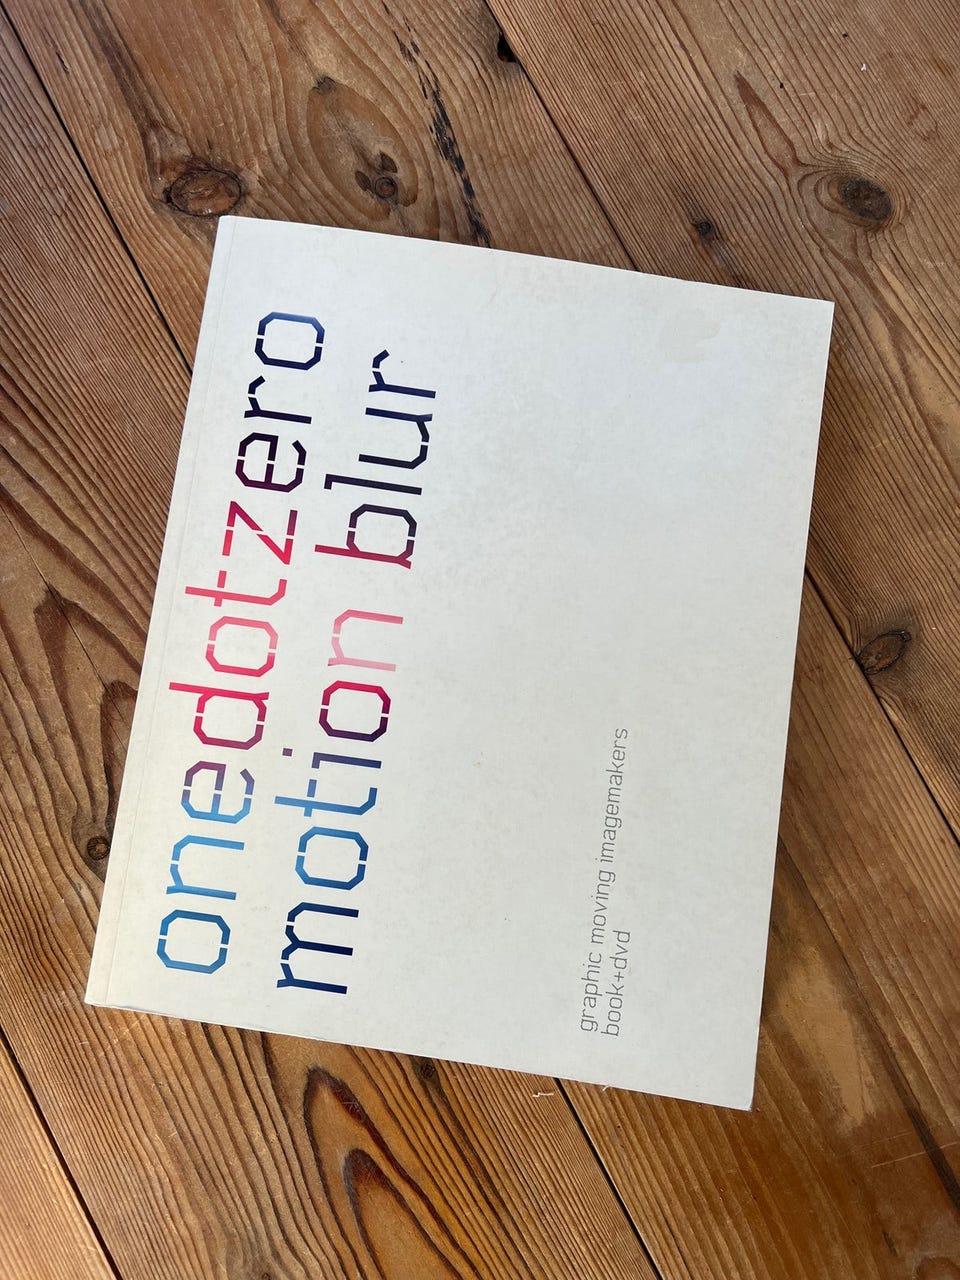 onedotzero
motion blur
graphic moving imagemakers
book+dvd